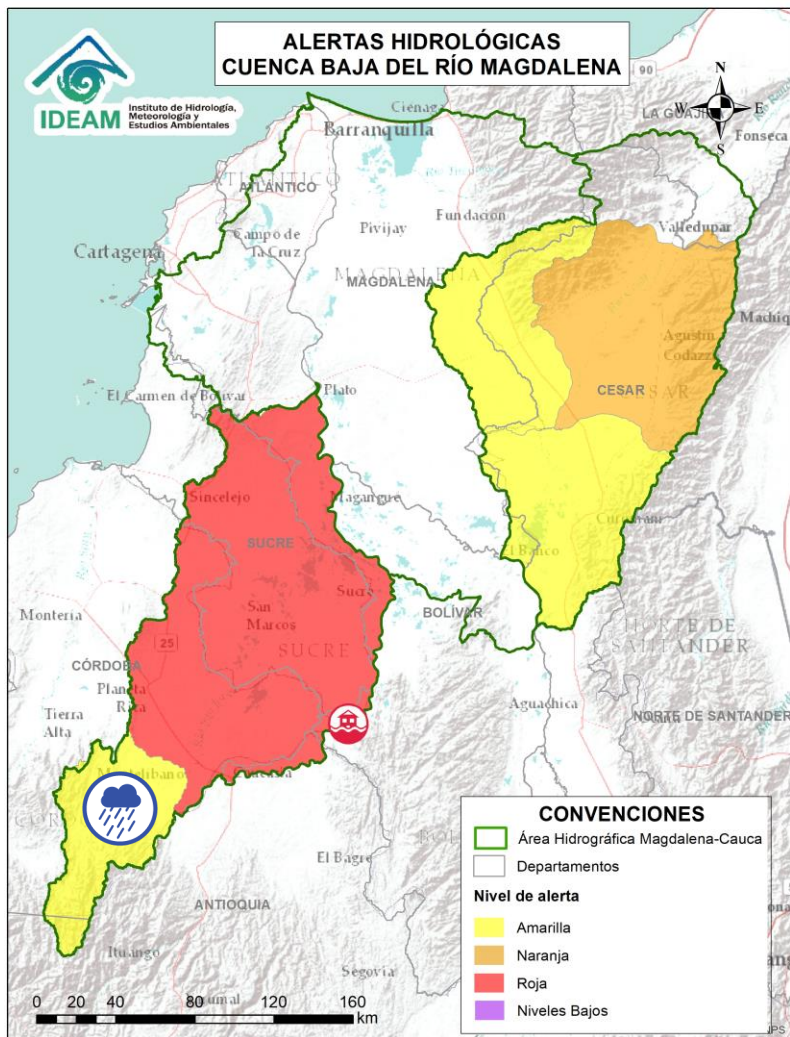 ALERTAS HIDROLÓGICAS
CUENCA BAJA DEL RÍO MAGDALENA
IDEAM
Instituto de Hidrología,
Meteorología y
Estudios Ambientales
N
W
E
S
90
Ciénaga
Barranquilla
LA GUAJIRA
Fonseca
ATLÁNTICO
Pivijay
Fundación
Valledupar
Cartagena
Campo de
La Cruz
MAGDALENA
MAGDALENA
Agustín
Codazzi
CESAR
El Carmen de Bolívar
Plato
Sincelejo
Magangué
SUCRE
El Banco
Sucre
BOLÍVAR
Montería
San
Marcos
SUCRE
NORTE DE
SANTANDER
25
CÓRDOBA
Planeta
Rica
Tierra
Alta
Aguachica
NORTE DE SANTANDER
Montelíbano
El Bagre
ANTIOQUIA
Ituango
Segovia
0 20 40 80 120 160
km
CONVENCIONES
Área Hidrográfica Magdalena-Cauca
Departamentos
Nivel de alerta
Amarilla
Naranja
Roja
Niveles Bajos